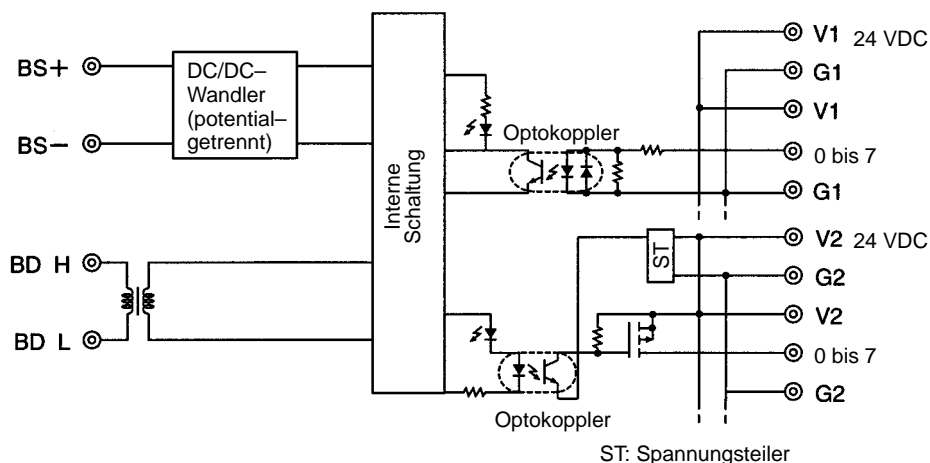 BS+
BS−
DC/DC–
Wandler
(potential–
getrennt)
BD H
BD L
Interne
Schaltung
Optokoppler
V1 24 VDC
G1
V1
0 bis 7
G1
ST
V2 24 VDC
G2
V2
0 bis 7
G2
Optokoppler
ST: Spannungsteiler